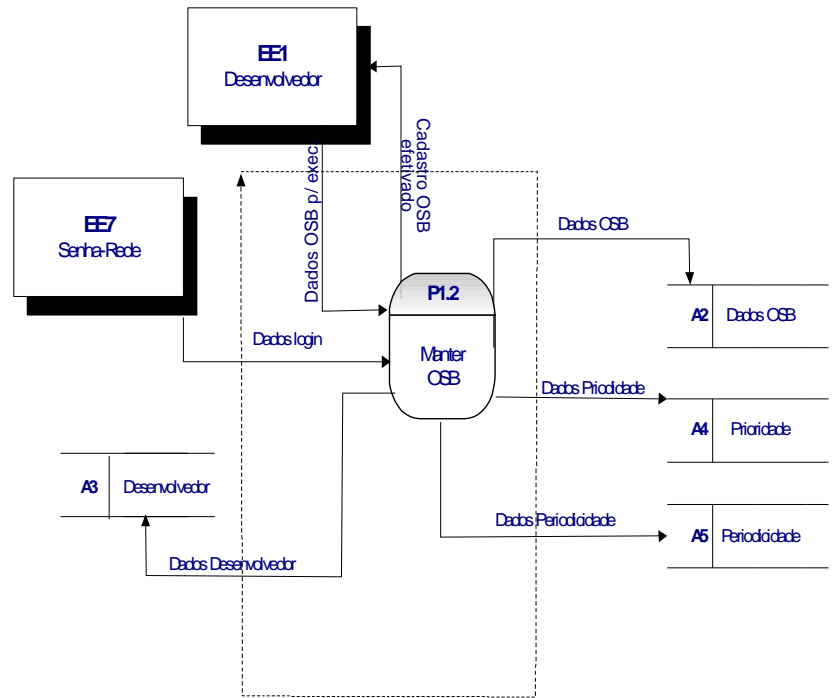 EE1
Desenvolvedor
Cadastro OSB
efetivado
Dados OSB p/ exec
EE7
Senha-Rede
Dados OSB
P1.2
A2 Dados OSB
Dados login
Manter
OSB
Dados Priodidade
A4 Prioridade
A3 Desenvolvedor
Dados Periodicidade
A5 Periodicidade
Dados Desenvolvedor